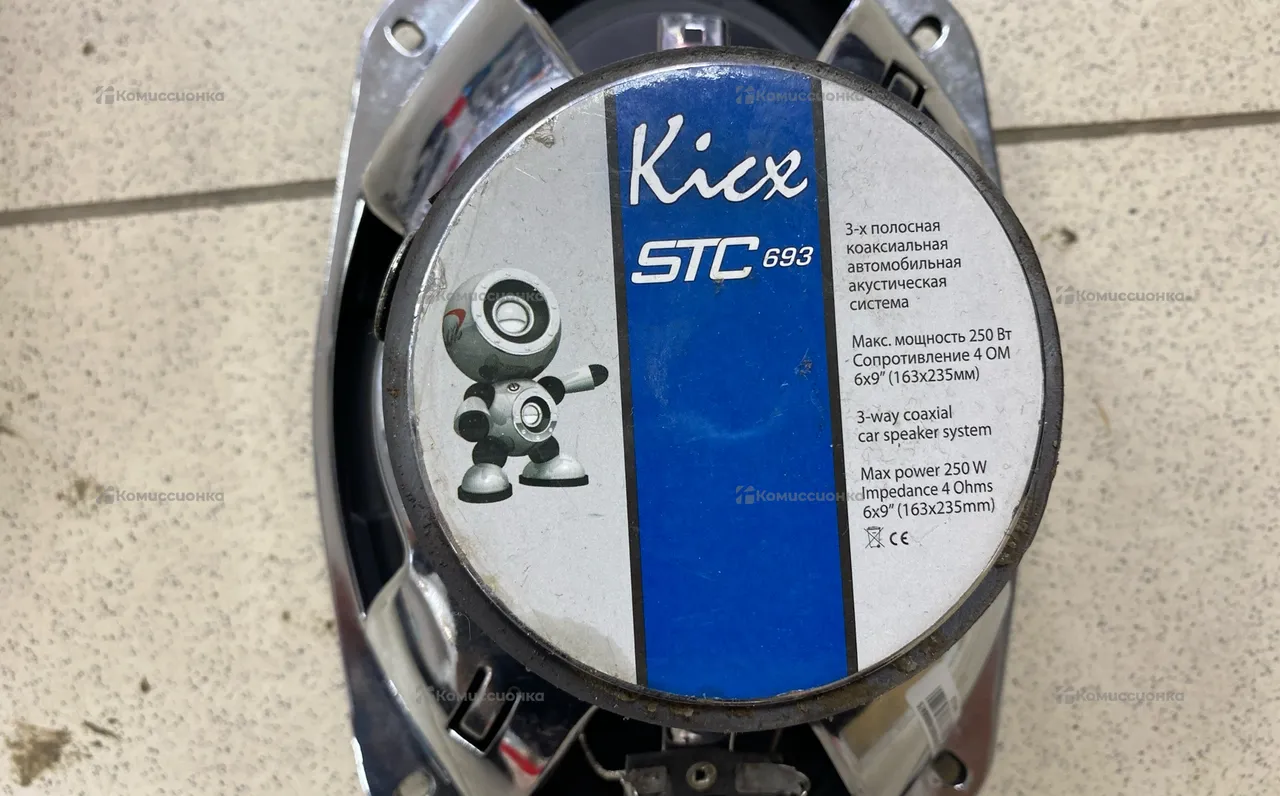 Kicx
STC 693
3-х полосная
коаксиальная
автомобильная
акустическая
система
Макс. мощность 250 Вт
Сопротивление 4 ОМ
6x9” (163x235мм)
3-way coaxial
car speaker system
Max power 250 W
Impedance 4 Ohms
6x9” (163x235mm)
CE
Комиссионка
Комиссионка
Комиссионка
Комиссионка
Комиссионка
Комиссионка
Комиссионка
Комиссионка